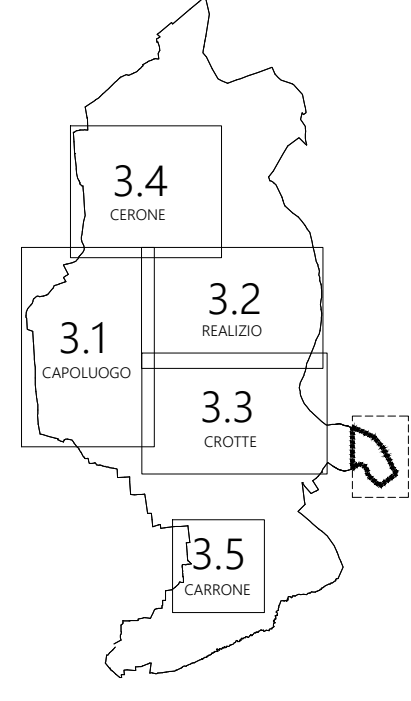 3.4
CERONE
3.2
REALIZIO
3.1
CAPOLUOGO
3.3
CROTTE
3.5
CARRONE